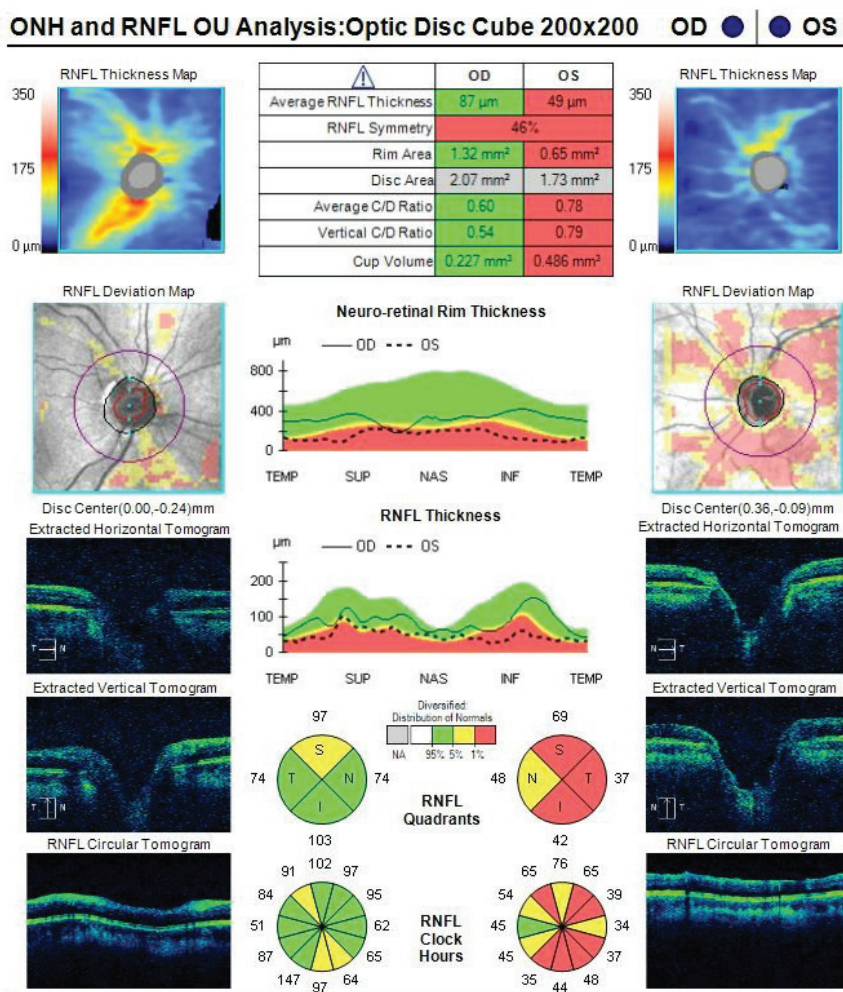 ONH and RNFL OU Analysis:Optic Disc Cube 200x200 OD OS
RNFL Thickness Map
350
175
0 µm
OD OS
Average RNFL Thickness 87 µm 49 µm
RNFL Symmetry 46%
Rim Area 1.32 mm² 0.65 mm²
Disc Area 2.07 mm² 1.73 mm²
Average C/D Ratio 0.60 0.78
Vertical C/D Ratio 0.54 0.79
Cup Volume 0.227 mm³ 0.486 mm³
RNFL Thickness Map
350
175
0 µm
RNFL Deviation Map
Disc Center(0.00,-0.24)mm
Neuro-retinal Rim Thickness
µm OD OS
800
400
0
TEMP SUP NAS INF TEMP
RNFL Deviation Map
Disc Center(0.36,-0.09)mm
Extracted Horizontal Tomogram
T N
RNFL Thickness
µm OD OS
200
100
0
TEMP SUP NAS INF TEMP
Extracted Horizontal Tomogram
N T
Extracted Vertical Tomogram
T N
Diversified:
Distribution of Normals
NA 95% 5% 1%
97
S
74 T N 74
I
103
RNFL
Quadrants
69
S
48 N T 37
I
42
Extracted Vertical Tomogram
T N
RNFL Circular Tomogram
102
91 97
84 95
51 62
87 65
147 64
97
RNFL
Clock
Hours
76
65 65
54 39
45 34
45 37
35 48
44
RNFL Circular Tomogram